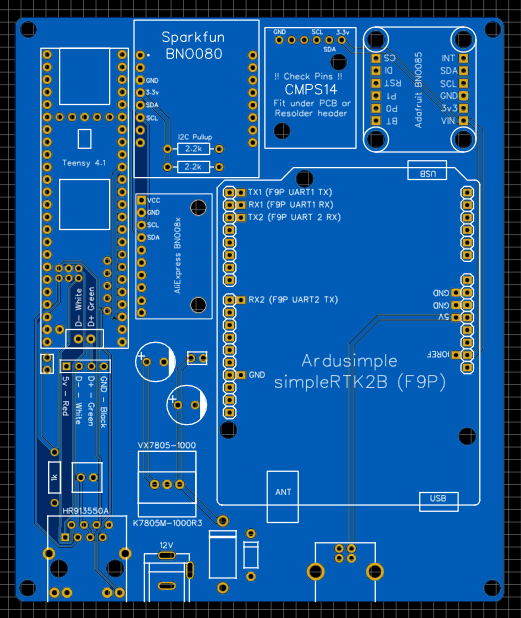 Sparkfun
BNO080
GND
3.3v
SDA
SCL
I2C Pullup
2.2k
2.2k
GND
SCL
3.3v
SDA
!! Check Pins !!
CMPS14
Fit under PCB or
Resolder header
CS
DI
RST
P1
P0
BT
Adafruit BNO085
INT
SDA
SCL
GND
3v3
VIN
Teensy 4.1
VCC
GND
SCL
SDA
AliExpress BNO08x
USB
TX1 (F9P UART1 TX)
RX1 (F9P UART1 RX)
TX2 (F9P UART 2 RX)
RX2 (F9P UART2 TX)
GND
GND
GND
5V
IOREF
Ardusimple
simpleRTK2B (F9P)
ANT
USB
D- White
D+ Green
5v - Red
D- - White
D+ - Green
GND - Black
1k
HR913550A
VX7805-1000
K7805M-1000R3
12V